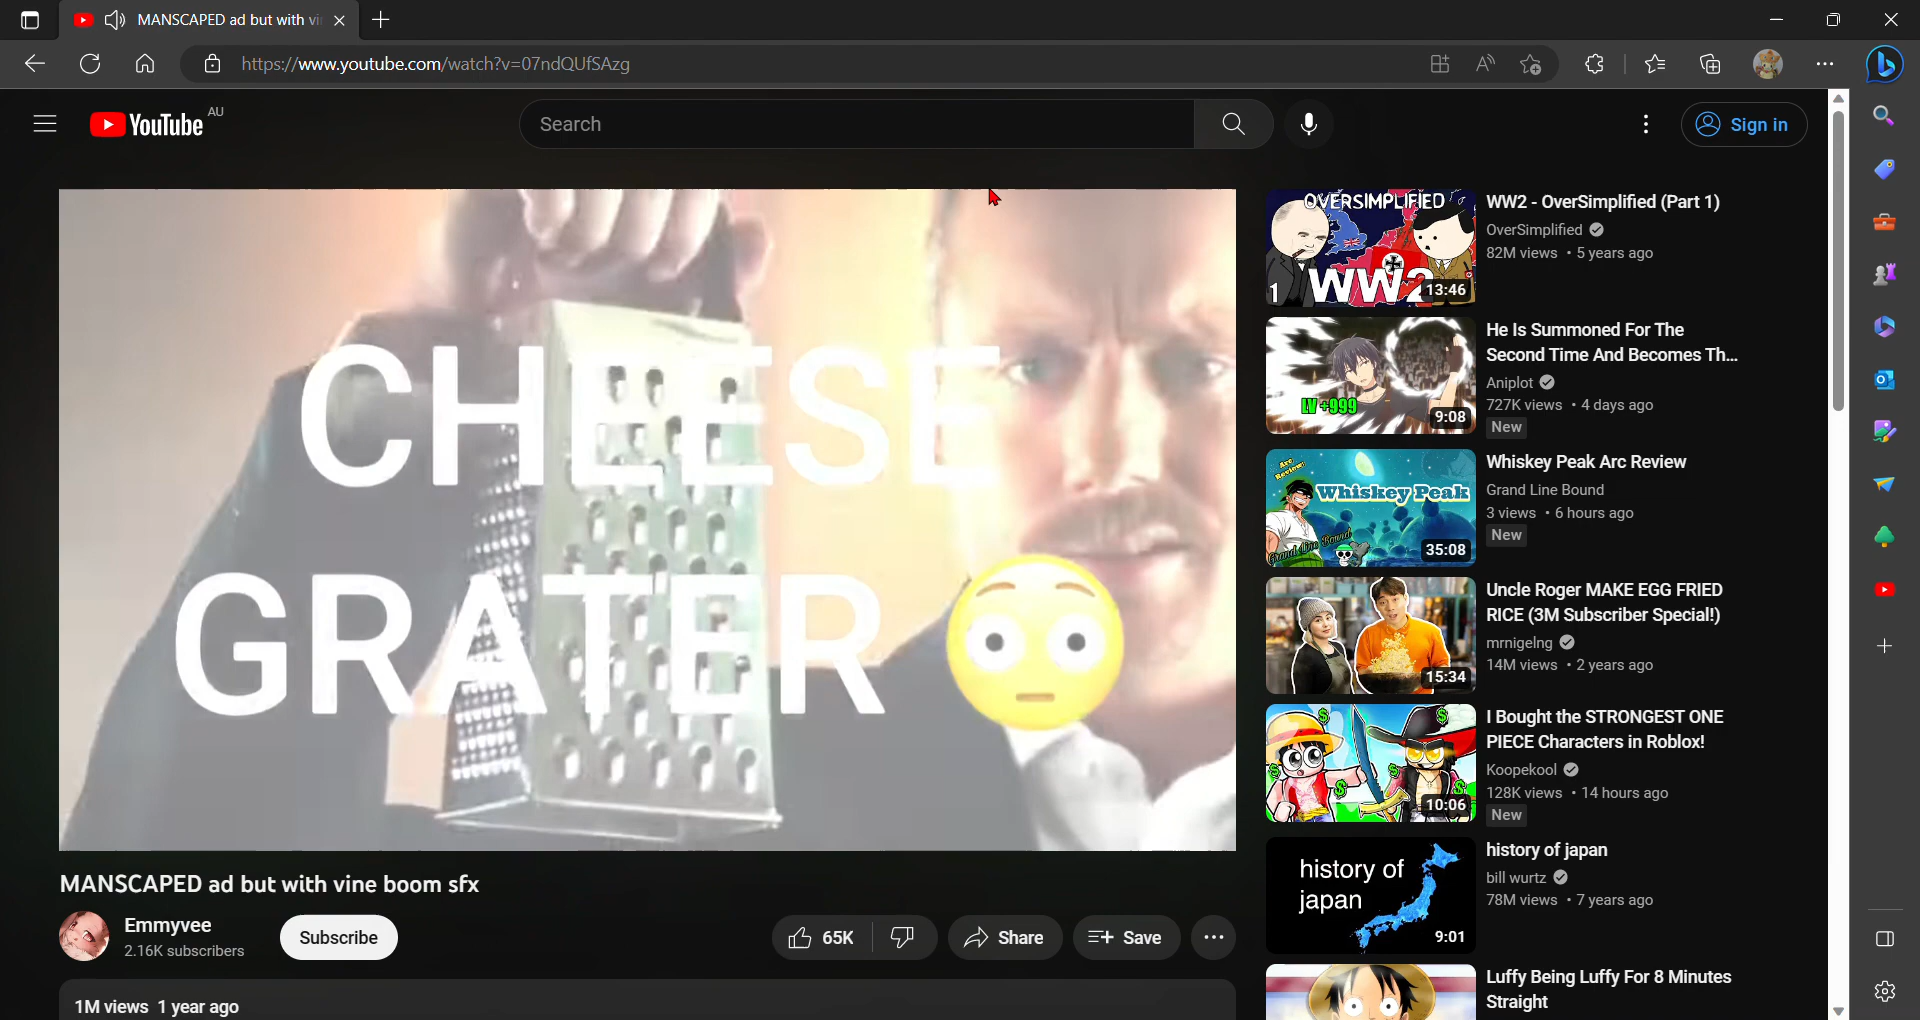 MANSCAPED ad but with vi
https://www.youtube.com/watch?v=07ndQUfSAzg
YouTube AU
Search
Sign in
CHEESE
GRATER 😳
MANSCAPED ad but with vine boom sfx
Emmyvee
2.16K subscribers
Subscribe
65K
Share
Save
1M views 1 year ago
OVERSIMPLIFIED
WW2
1
13:46
WW2 - OverSimplified (Part 1)
OverSimplified
82M views • 5 years ago
LV +999
9:08
He Is Summoned For The
Second Time And Becomes Th...
Aniplot
727K views • 4 days ago
New
Arc
Review:
Whiskey Peak
Grand Line Bound
35:08
Whiskey Peak Arc Review
Grand Line Bound
3 views • 6 hours ago
New
15:34
Uncle Roger MAKE EGG FRIED
RICE (3M Subscriber Special!)
mrnigelng
14M views • 2 years ago
10:06
I Bought the STRONGEST ONE
PIECE Characters in Roblox!
Koopekool
128K views • 14 hours ago
New
history of
japan
9:01
history of japan
bill wurtz
78M views • 7 years ago
Luffy Being Luffy For 8 Minutes
Straight